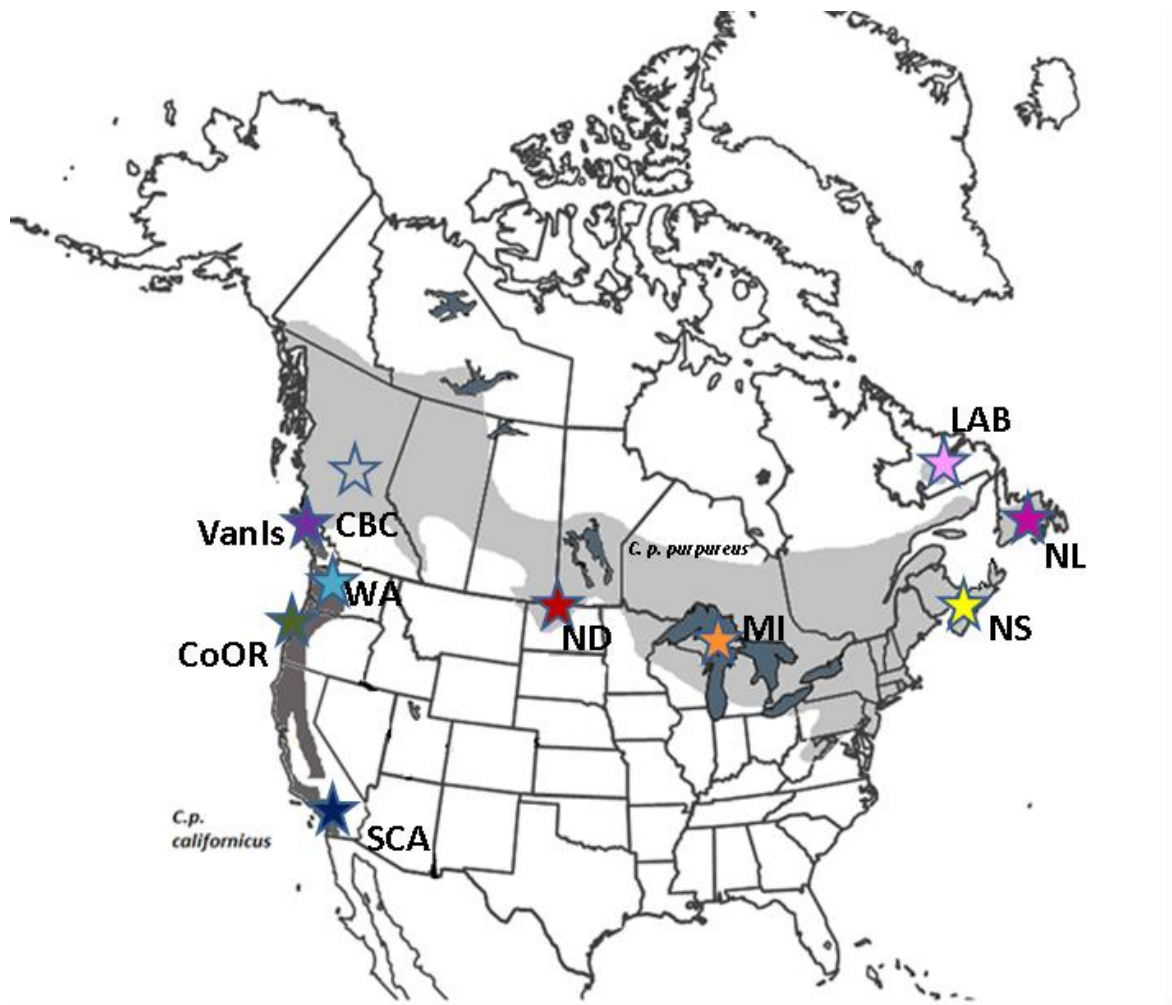 LAB
VanIs
CBC
C. p. purpureus
NL
WA
ND
MI
NS
CoOR
C.p.
californicus
SCA